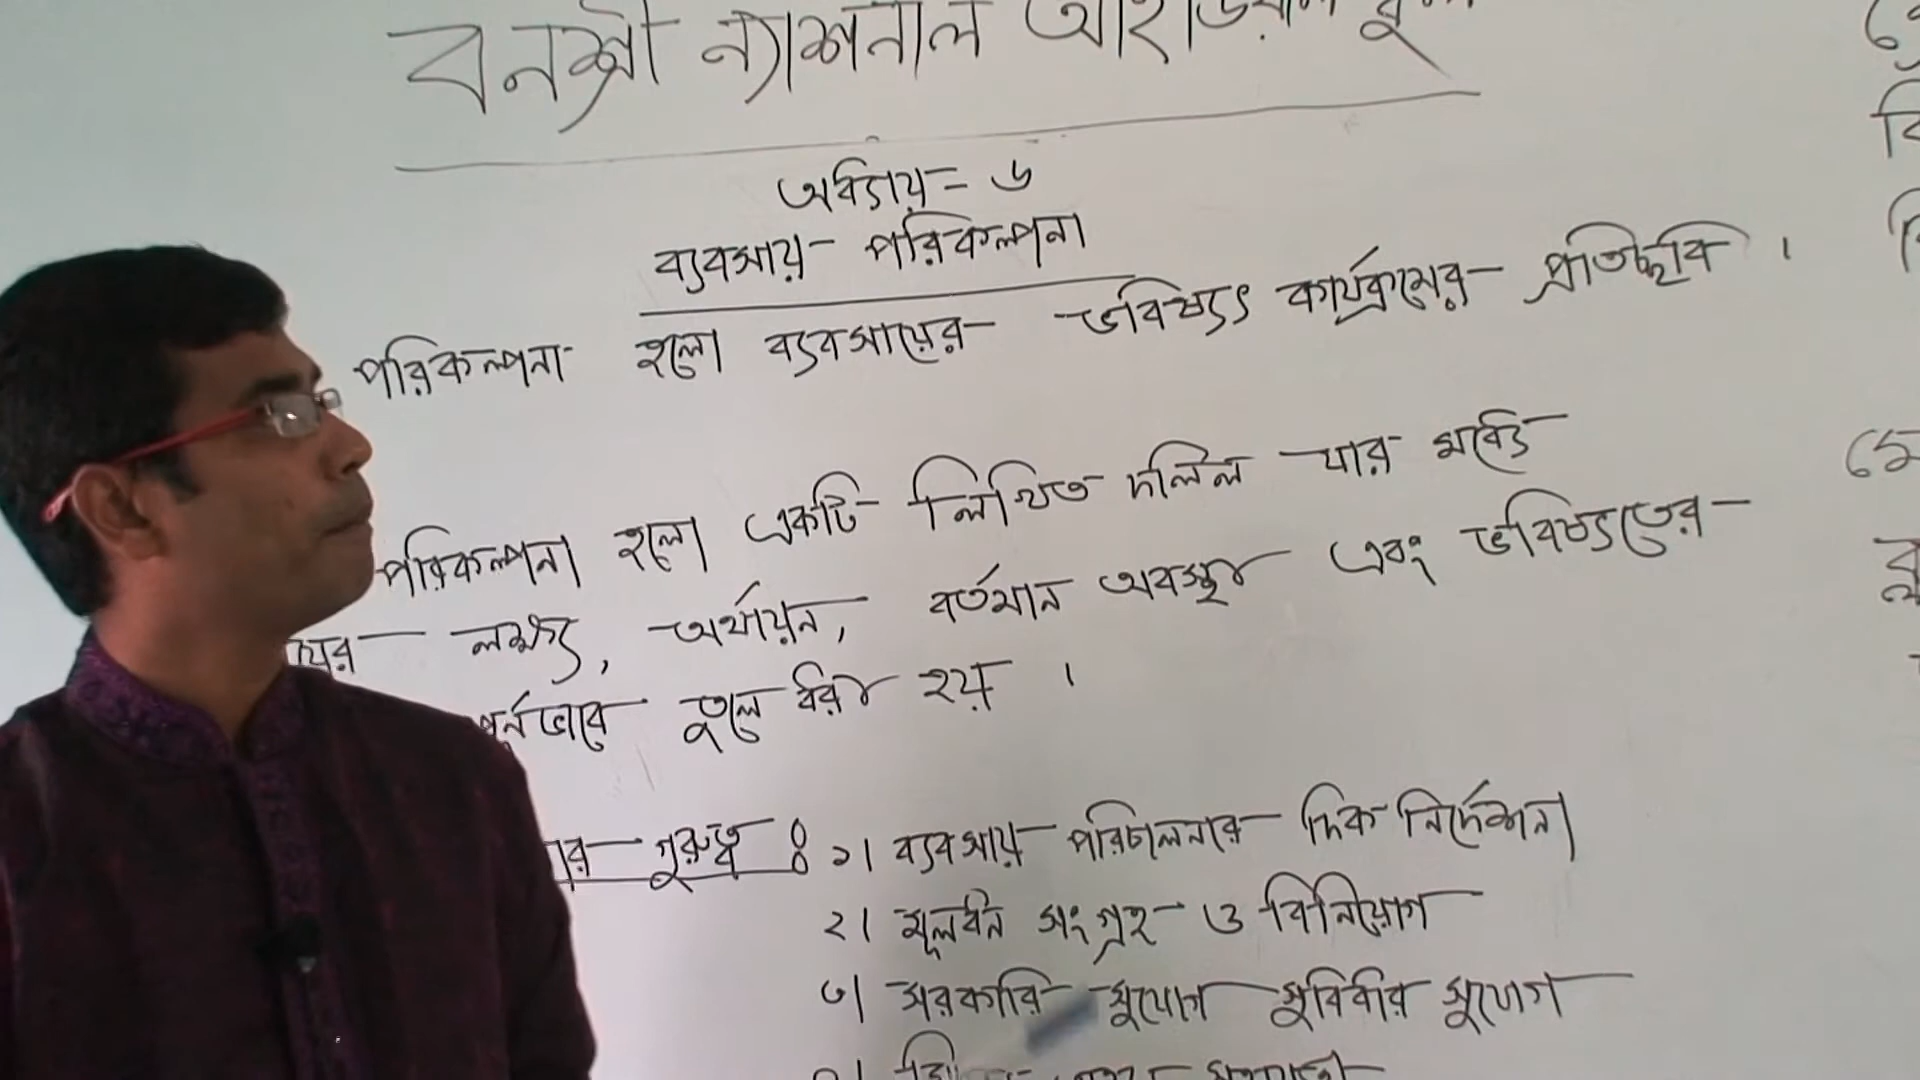 বনশ্রী ন্যাশনাল আইডিয়াল
অধ্যায় = ৬
ব্যবসায় পরিকল্পনা
পরিকল্পনা হলো ব্যবসায়ের ভবিষ্যৎ কার্যক্রমের প্রতিচ্ছবি ।
পরিকল্পনা হলো একটি লিখিত দলিল যার মধ্যে
লক্ষ্য, অর্থায়ন, বর্তমান অবস্থা এবং ভবিষ্যতের
তুলে ধরা হয় ।
গুরুত্ব : ১। ব্যবসায় পরিচালনার দিক নির্দেশনা
২। মূলধন সংগ্রহ ও বিনিয়োগ
৩। সরকারি সুযোগ সুবিধার সুযোগ